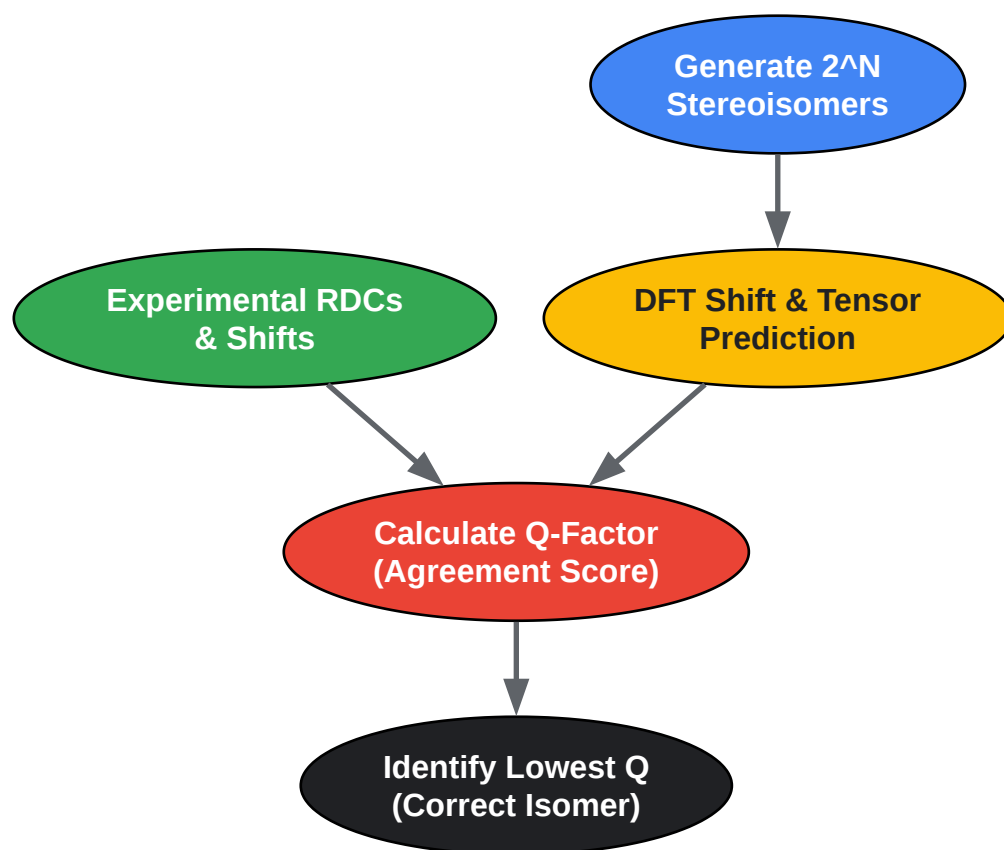 Generate 2^N
Stereoisomers
Experimental RDCs
& Shifts
DFT Shift & Tensor
Prediction
Calculate Q-Factor
(Agreement Score)
Identify Lowest Q
(Correct Isomer)